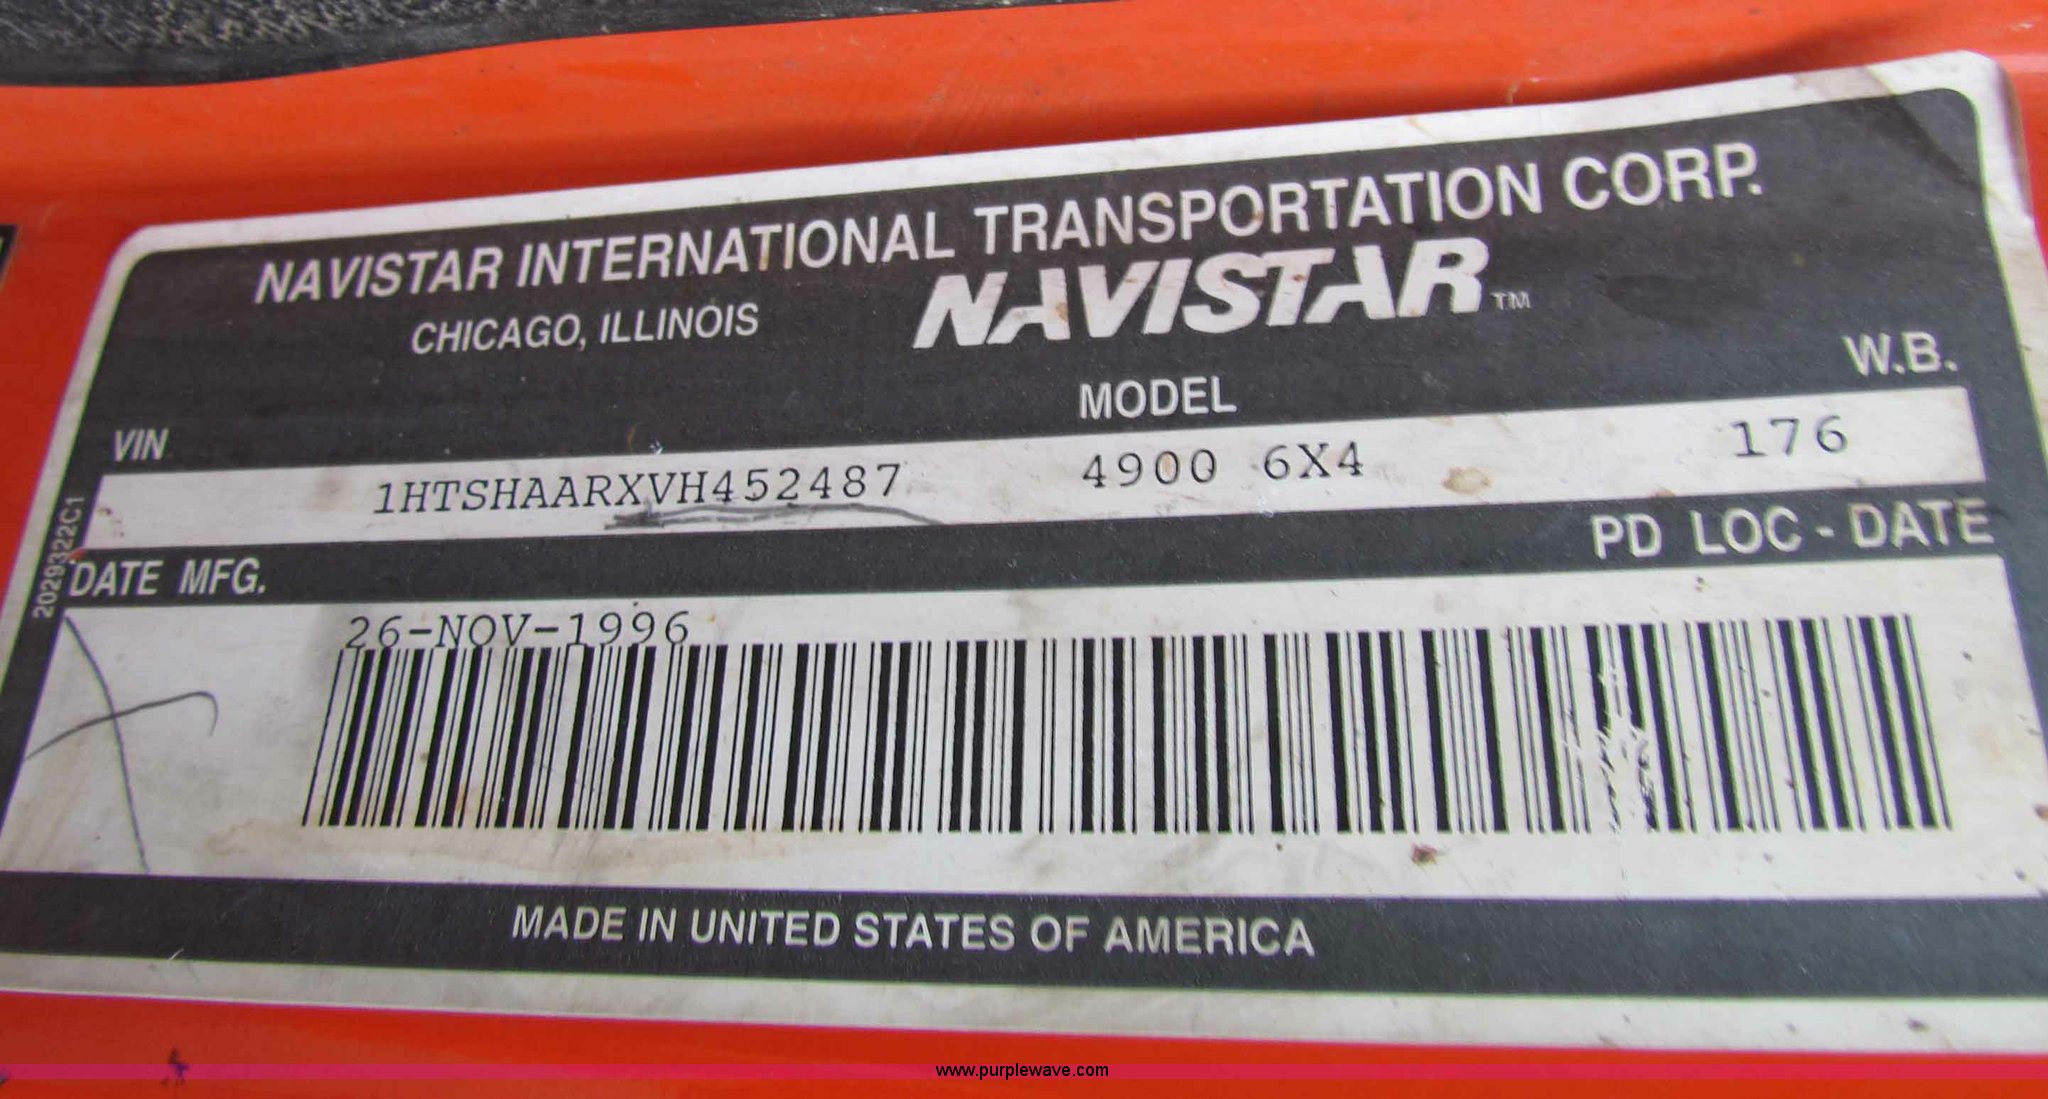 NAVISTAR INTERNATIONAL TRANSPORTATION CORP.
CHICAGO, ILLINOIS
NAVISTAR™
VIN
MODEL
W.B.
1HTSHAARXVH452487
4900 6X4
176
2029322C1
DATE MFG.
PD LOC - DATE
26-NOV-1996
MADE IN UNITED STATES OF AMERICA
www.purplewave.com